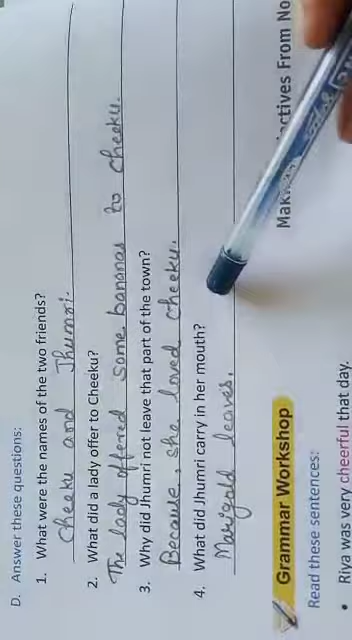 D. Answer these questions:
1. What were the names of the two friends?
Cheeku and Jhumri.
2. What did a lady offer to Cheeku?
The lady offered some bananas to cheeku.
3. Why did Jhumri not leave that part of the town?
Because, she loved cheeku.
4. What did Jhumri carry in her mouth?
Marigold leaves.
Grammar Workshop
Read these sentences:
• Riya was very cheerful that day.